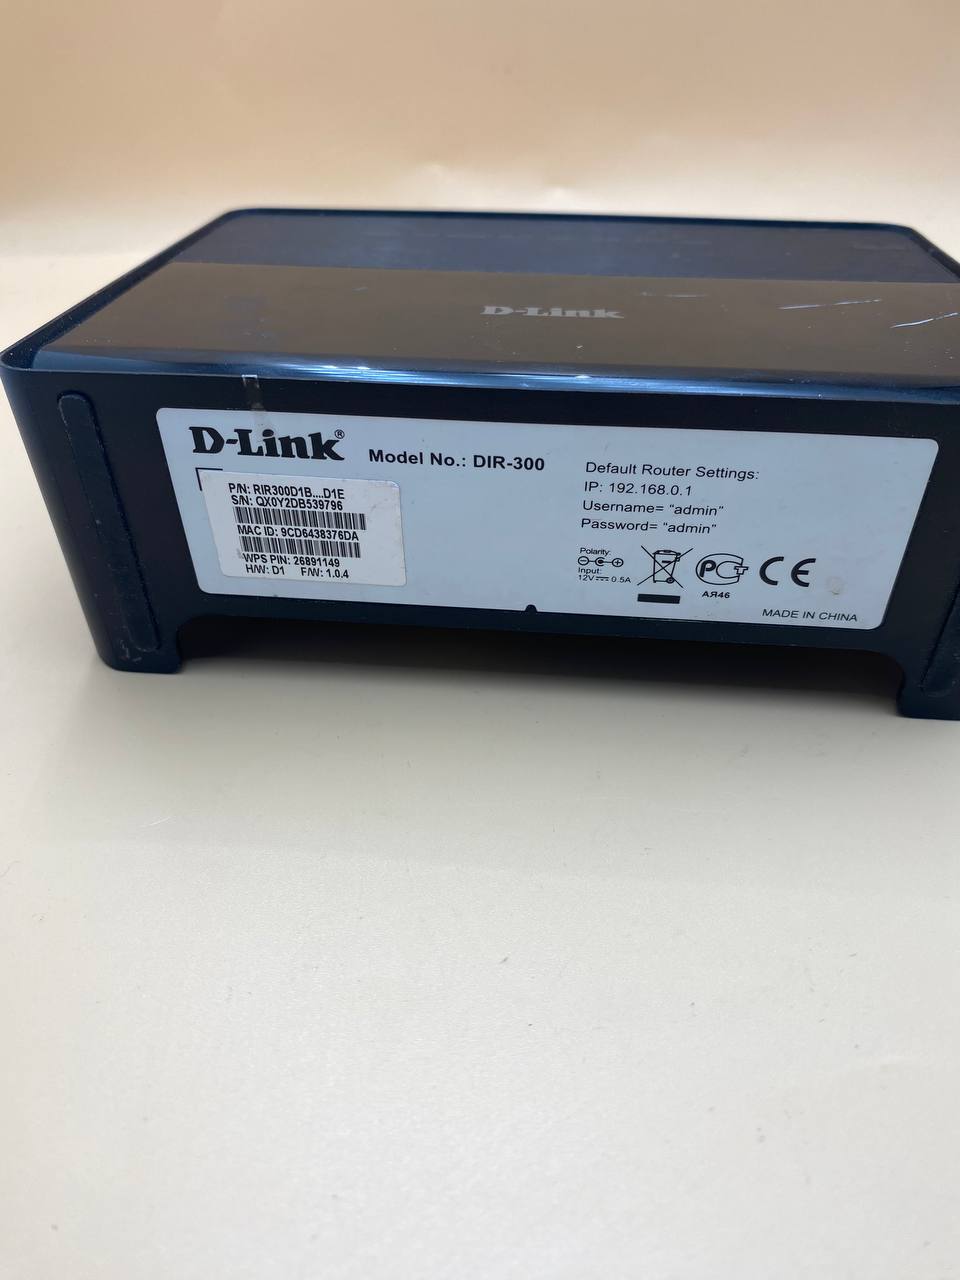 D-Link
D-Link®
Model No.: DIR-300
P/N: RIR300D1B....D1E
S/N: QX0Y2DB539796
MAC ID: 9CD6438376DA
WPS PIN: 26891149
H/W: D1 F/W: 1.0.4
Default Router Settings:
IP: 192.168.0.1
Username= "admin"
Password= "admin"
Polarity:
Input:
12V⎓0.5A
РСТ
АЯ46
CE
MADE IN CHINA